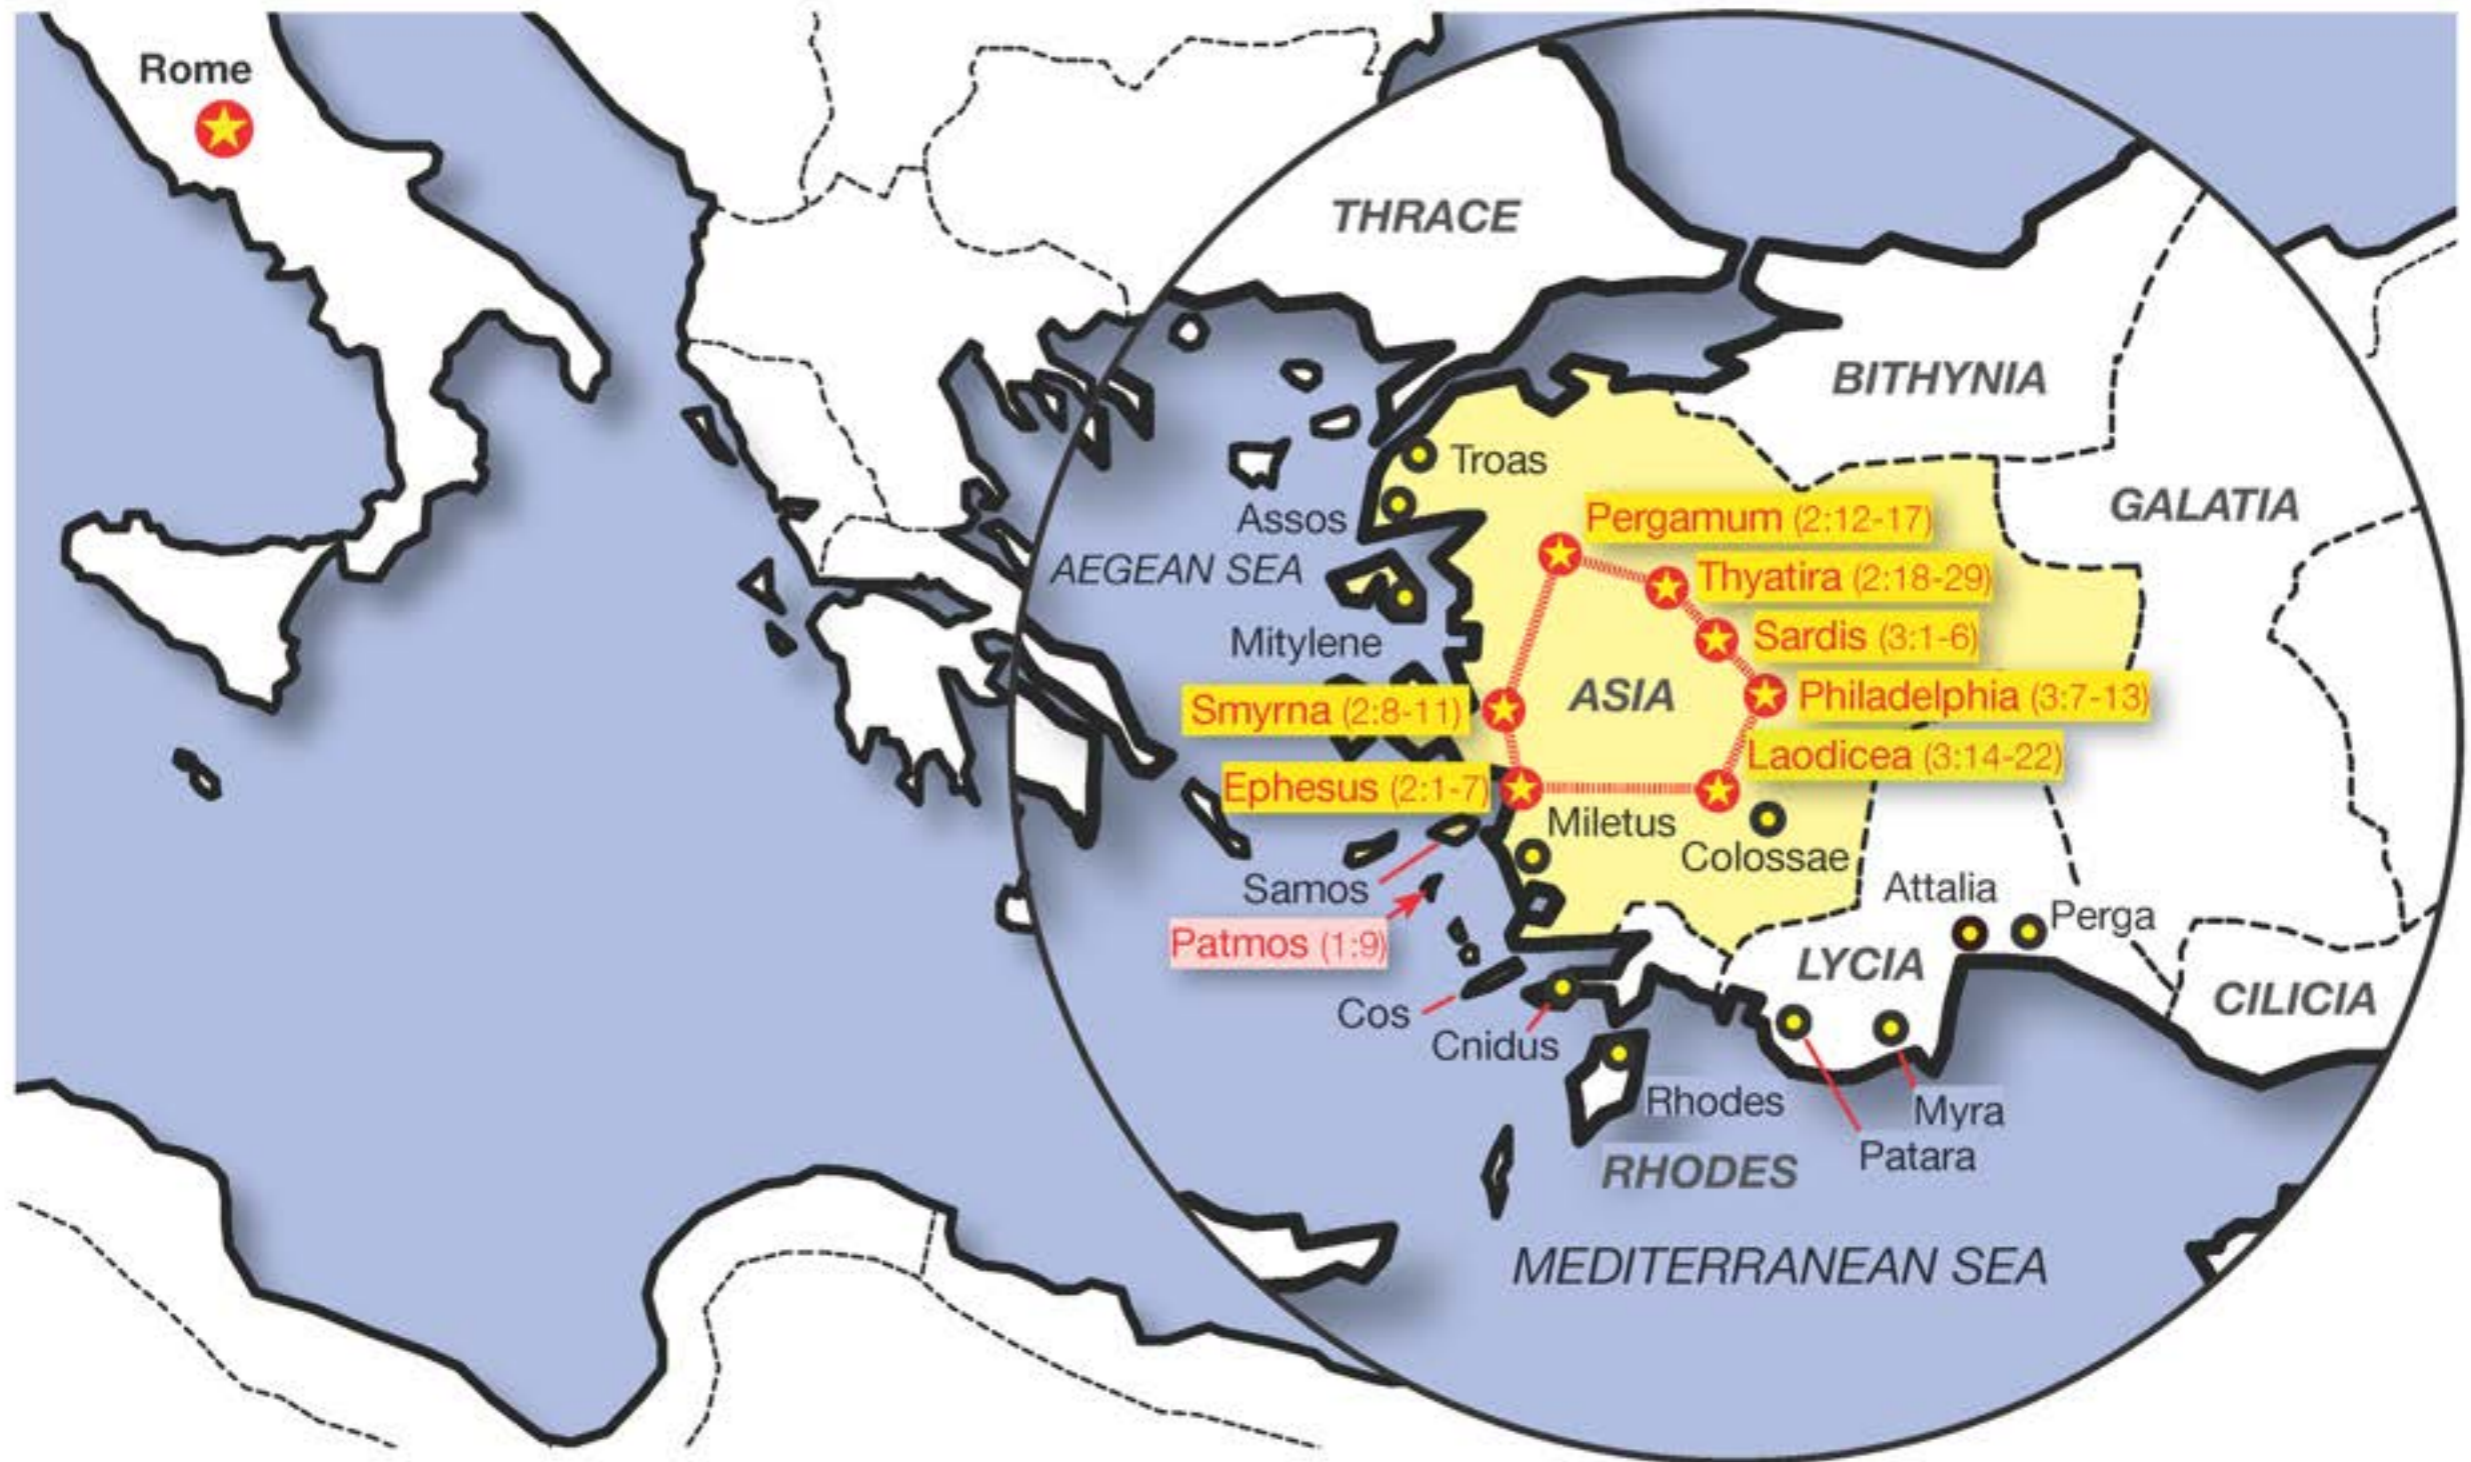 Rome
THRACE
BITHYNIA
Troas
GALATIA
Pergamum (2:12-17)
Assos
AEGEAN SEA
Thyatira (2:18-29)
Sardis (3:1-6)
Mitylene
ASIA
Philadelphia (3:7-13)
Smyrna (2:8-11)
Laodicea (3:14-22)
Ephesus (2:1-7)
Miletus
Colossae
Samos
Attalia
Perga
Patmos (1:9)
LYCIA
CILICIA
Cos
Cnidus
Rhodes
Myra
Patara
RHODES
MEDITERRANEAN SEA